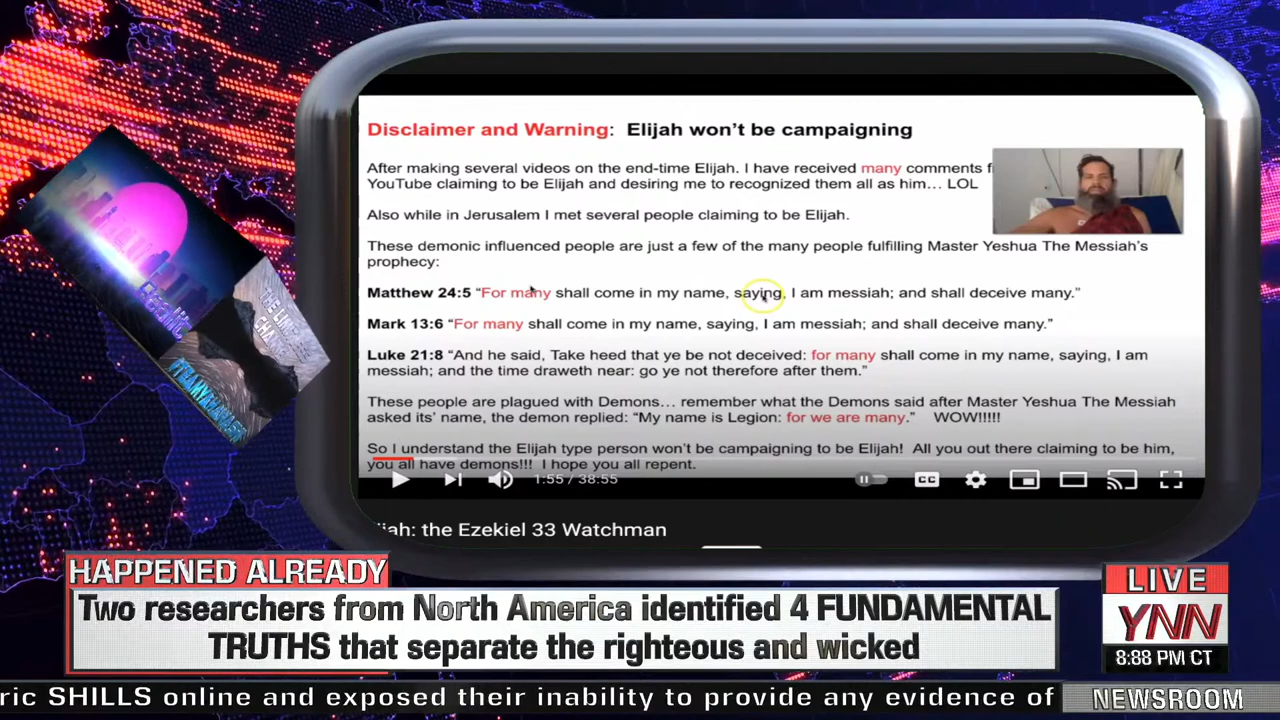 Disclaimer and Warning: Elijah won't be campaigning
After making several videos on the end-time Elijah. I have received many comments f
YouTube claiming to be Elijah and desiring me to recognized them all as him... LOL
Also while in Jerusalem I met several people claiming to be Elijah.
These demonic influenced people are just a few of the many people fulfilling Master Yeshua The Messiah's
prophecy:
Matthew 24:5 "For many shall come in my name, saying, I am messiah; and shall deceive many."
Mark 13:6 "For many shall come in my name, saying, I am messiah; and shall deceive many."
Luke 21:8 "And he said, Take heed that ye be not deceived: for many shall come in my name, saying, I am
messiah; and the time draweth near: go ye not therefore after them."
These people are plagued with Demons... remember what the Demons said after Master Yeshua The Messiah
asked its' name, the demon replied: "My name is Legion: for we are many." WOW!!!!!
So I understand the Elijah type person won't be campaigning to be Elijah! All you out there claiming to be him,
you all have demons!!! I hope you all repent.
1:55 / 38:55
CC
ijah: the Ezekiel 33 Watchman
HAPPENED ALREADY
Two researchers from North America identified 4 FUNDAMENTAL
TRUTHS that separate the righteous and wicked
LIVE
YNN
8:88 PM CT
ric SHILLS online and exposed their inability to provide any evidence of
NEWSROOM